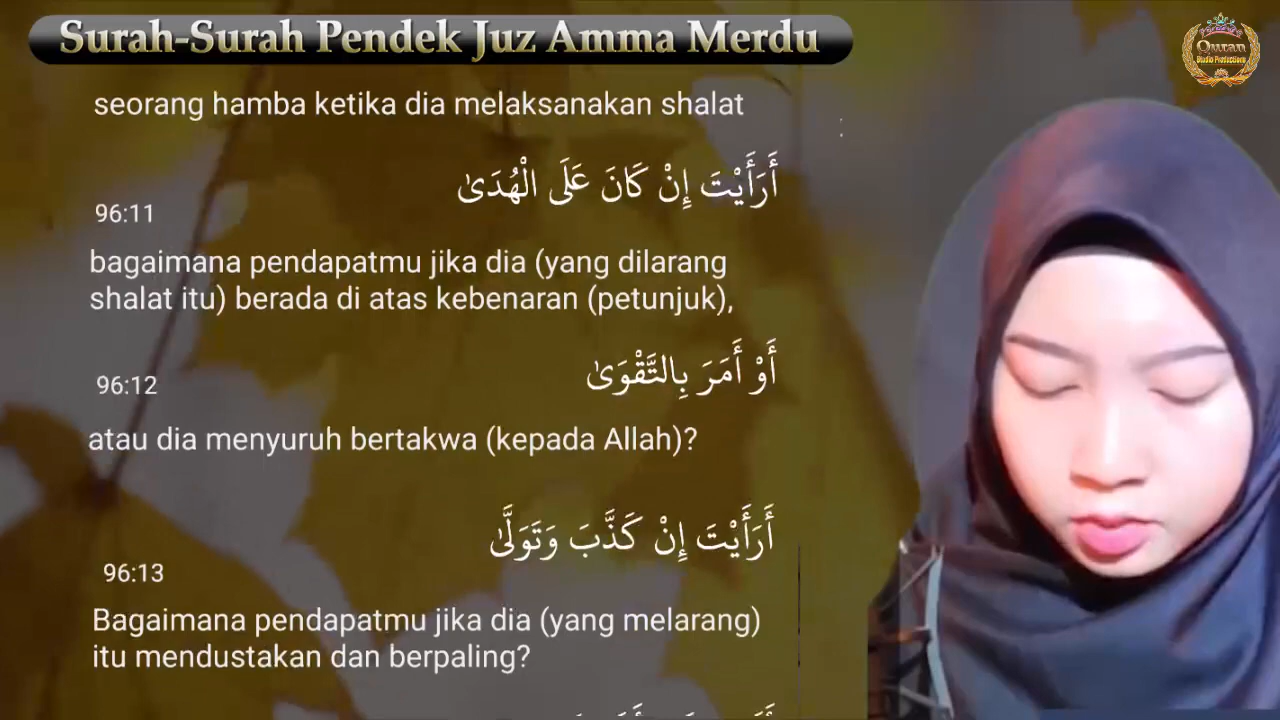 Surah-Surah Pendek Juz Amma Merdu
Quran
Studio Productions
seorang hamba ketika dia melaksanakan shalat
أَرَأَيْتَ إِنْ كَانَ عَلَى الْهُدَىٰ
96:11
bagaimana pendapatmu jika dia (yang dilarang
shalat itu) berada di atas kebenaran (petunjuk),
أَوْ أَمَرَ بِالتَّقْوَىٰ
96:12
atau dia menyuruh bertakwa (kepada Allah)?
أَرَأَيْتَ إِنْ كَذَّبَ وَتَوَلَّىٰ
96:13
Bagaimana pendapatmu jika dia (yang melarang)
itu mendustakan dan berpaling?